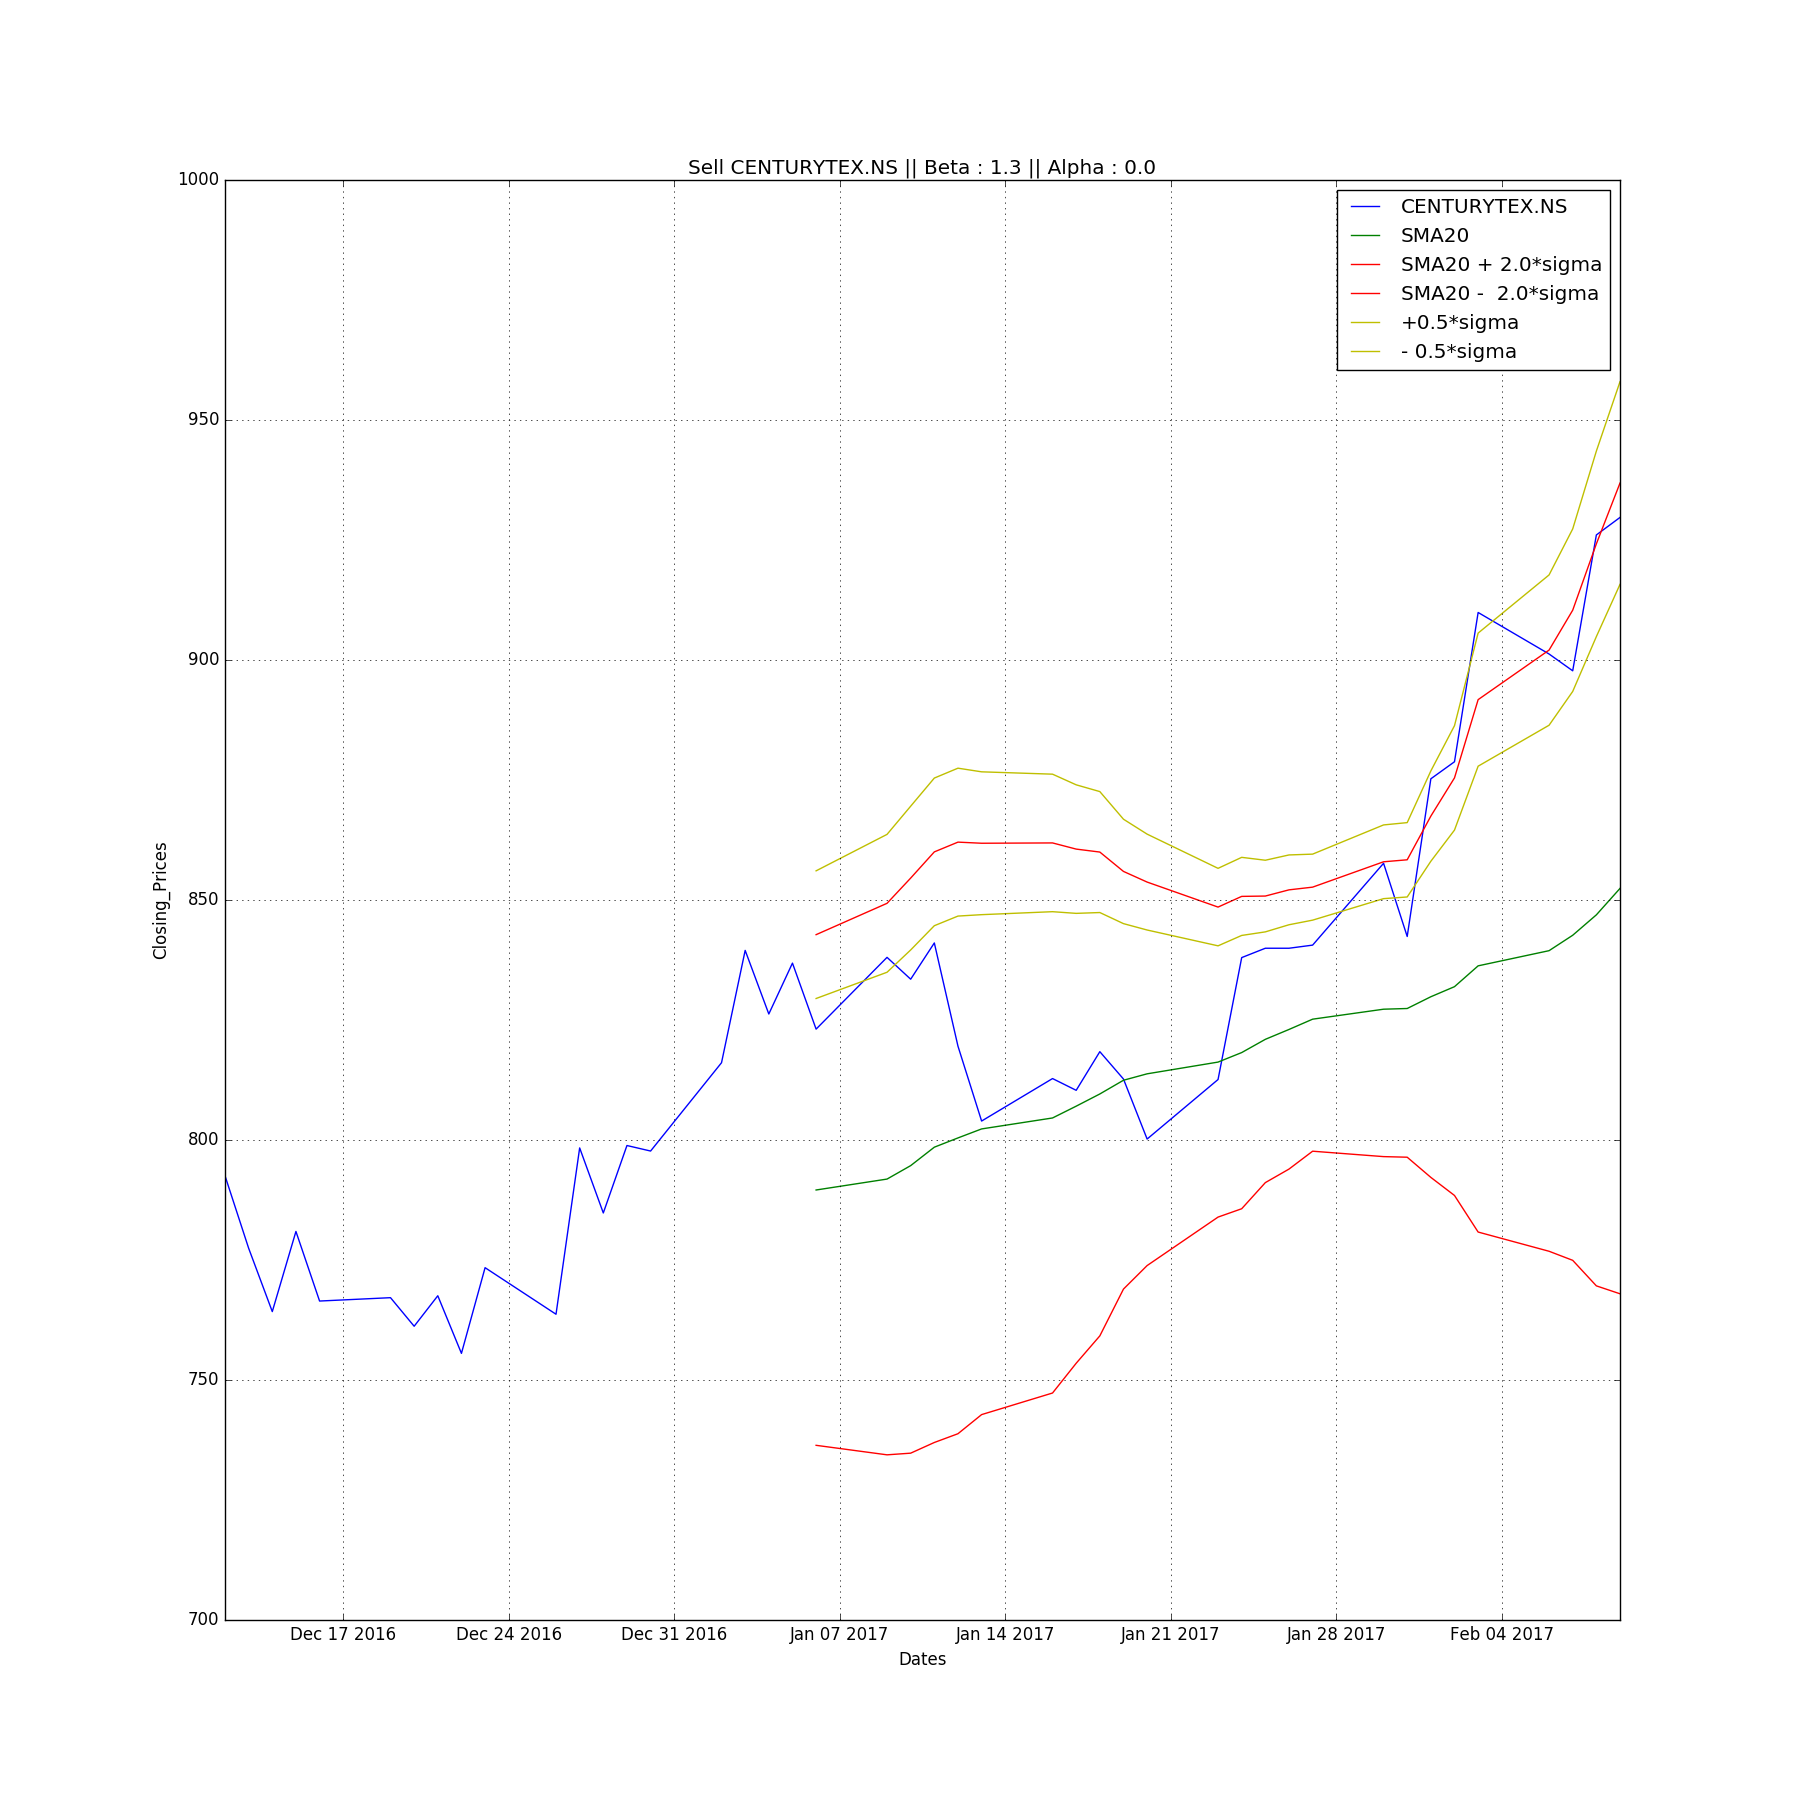 Sell CENTURYTEX.NS || Beta : 1.3 || Alpha : 0.0
CENTURYTEX.NS
SMA20
SMA20 + 2.0*sigma
SMA20 -  2.0*sigma
+0.5*sigma
- 0.5*sigma
1000
950
900
850
800
750
700
Closing_Prices
Dec 17 2016
Dec 24 2016
Dec 31 2016
Jan 07 2017
Jan 14 2017
Jan 21 2017
Jan 28 2017
Feb 04 2017
Dates